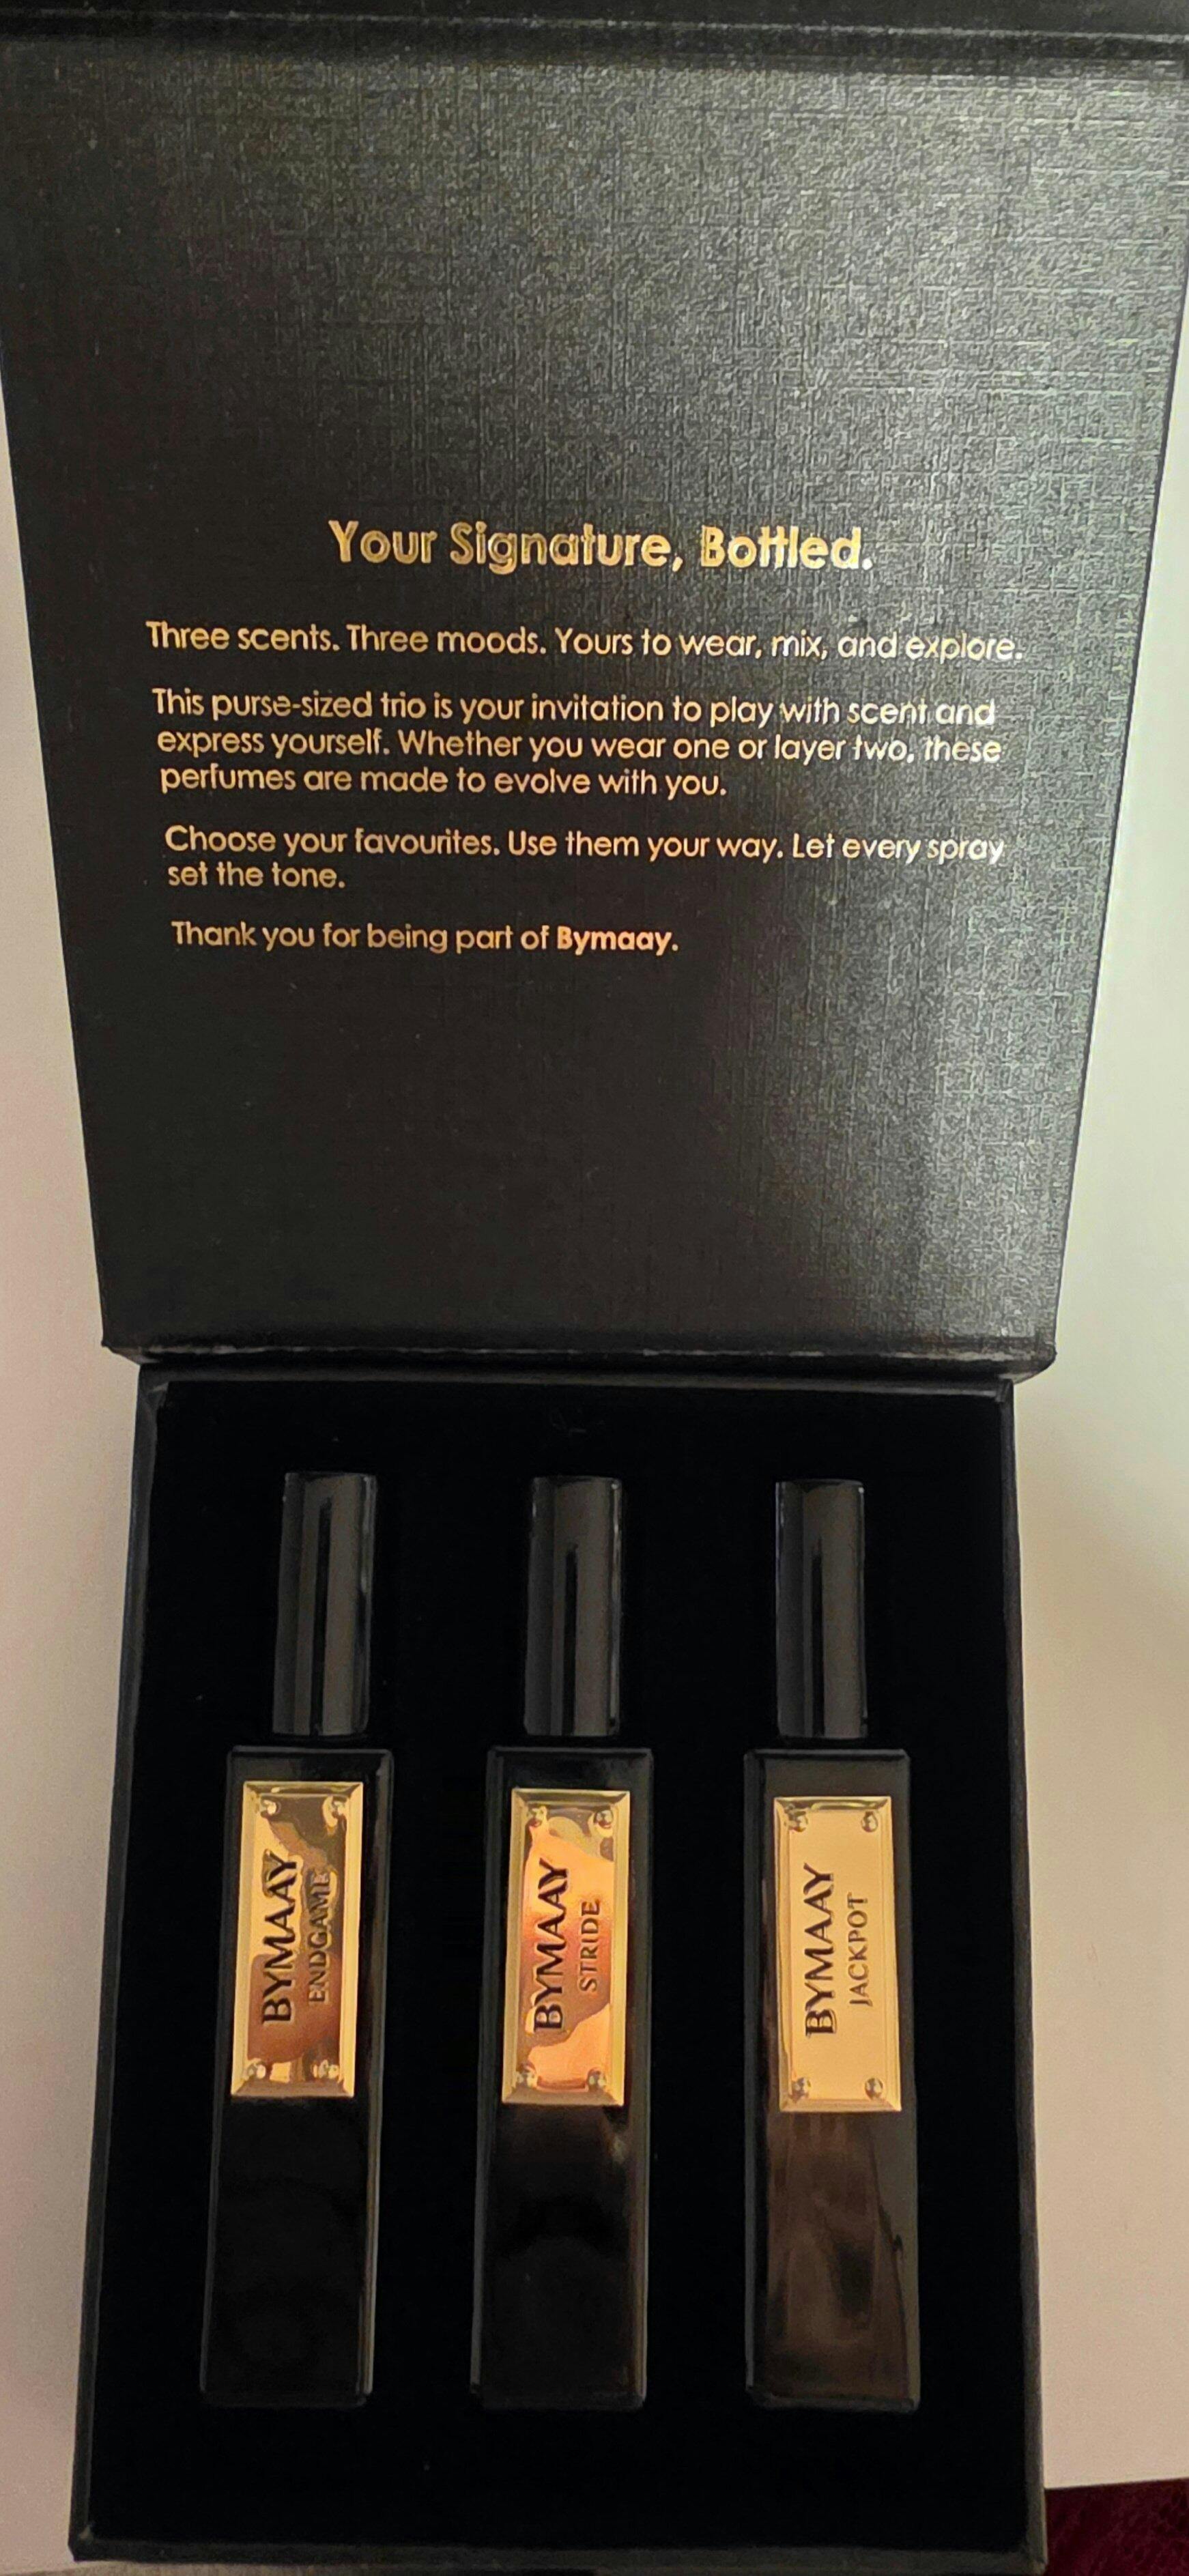 Your Signature, Bottled.
Three scents. Three moods. Yours to wear, mix, and explore.
This purse-sized trio is your invitation to play with scent and
express yourself. Whether you wear one or layer two, these
perfumes are made to evolve with you.
Choose your favourites. Use them your way. Let every spray
set the tone.
Thank you for being part of Bymaay.
BYMAAY
ENDGAME
BYMAAY
STRIDE
BYMAAY
JACKPOT